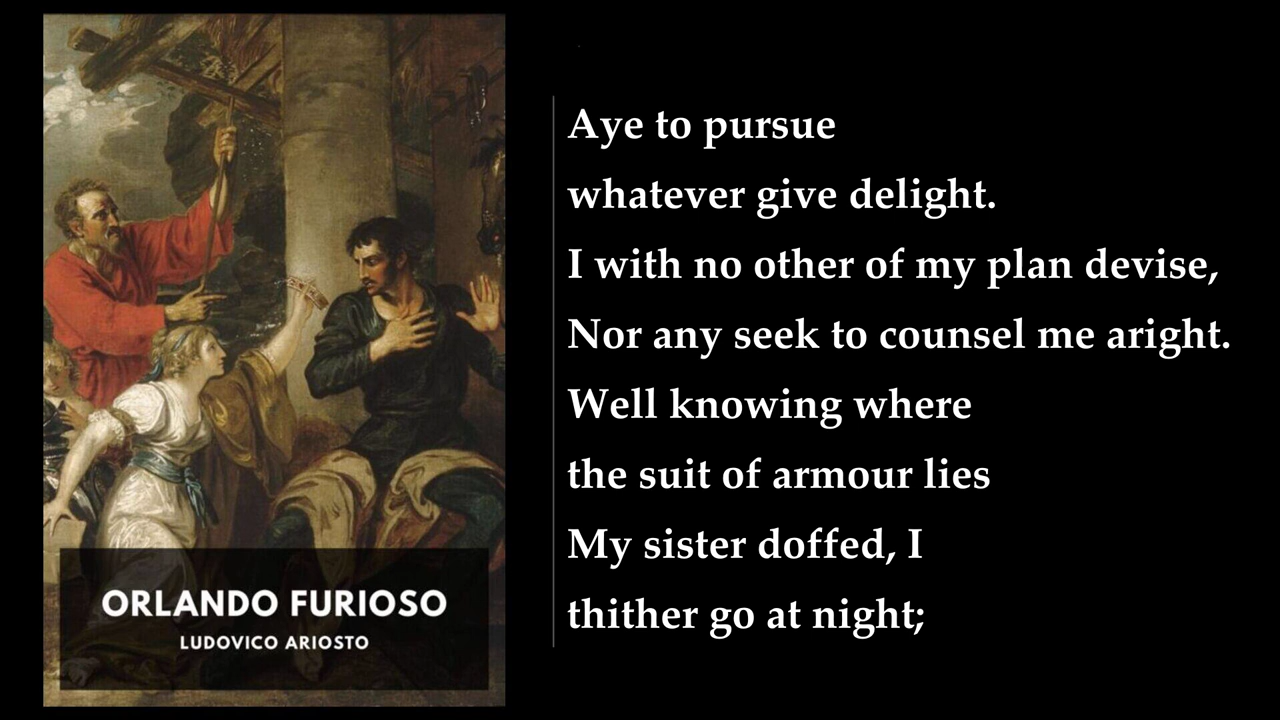 ORLANDO FURIOSO
LUDOVICO ARIOSTO
Aye to pursue
whatever give delight.
I with no other of my plan devise,
Nor any seek to counsel me aright.
Well knowing where
the suit of armour lies
My sister doffed, I
thither go at night;